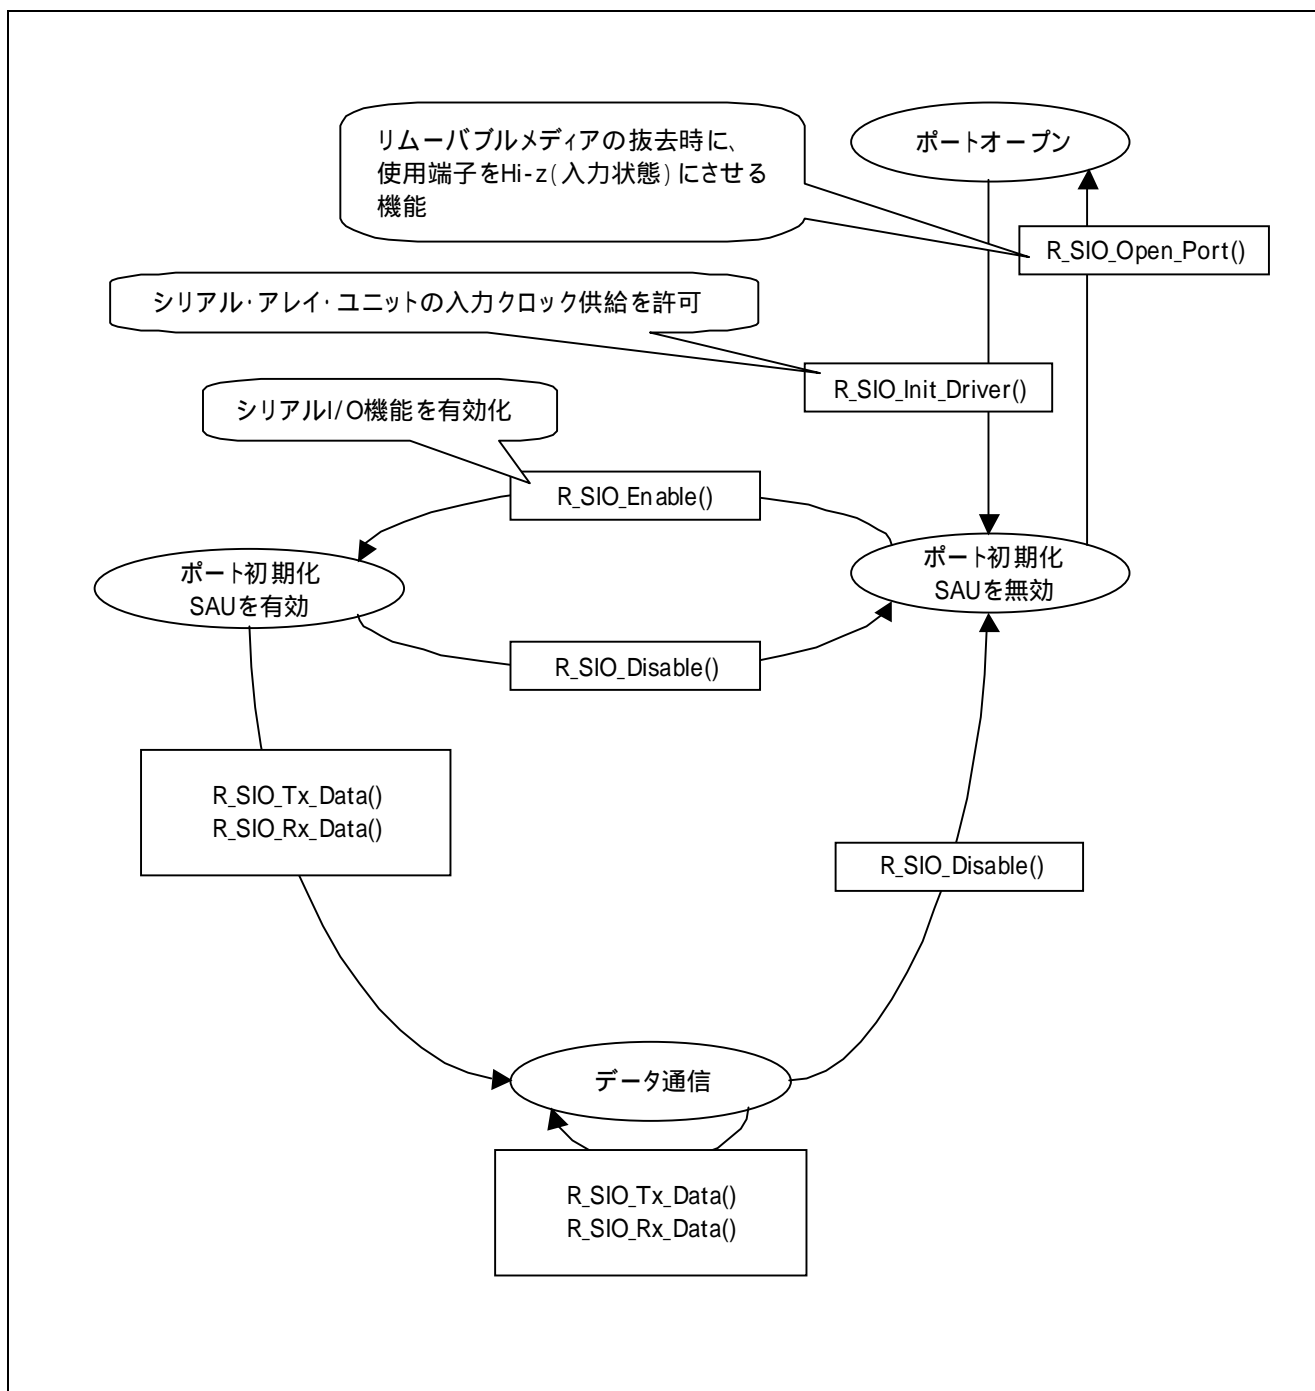 ポートオープン
リムーバブルメディアの抜去時に、
使用端子をHi-z(入力状態)にさせる
機能
R_SIO_Open_Port()
シリアル・アレイ・ユニットの入力クロック供給を許可
R_SIO_Init_Driver()
シリアルI/O機能を有効化
R_SIO_Enable()
ポート初期化
SAUを有効
ポート初期化
SAUを無効
R_SIO_Disable()
R_SIO_Tx_Data()
R_SIO_Rx_Data()
R_SIO_Disable()
データ通信
R_SIO_Tx_Data()
R_SIO_Rx_Data()